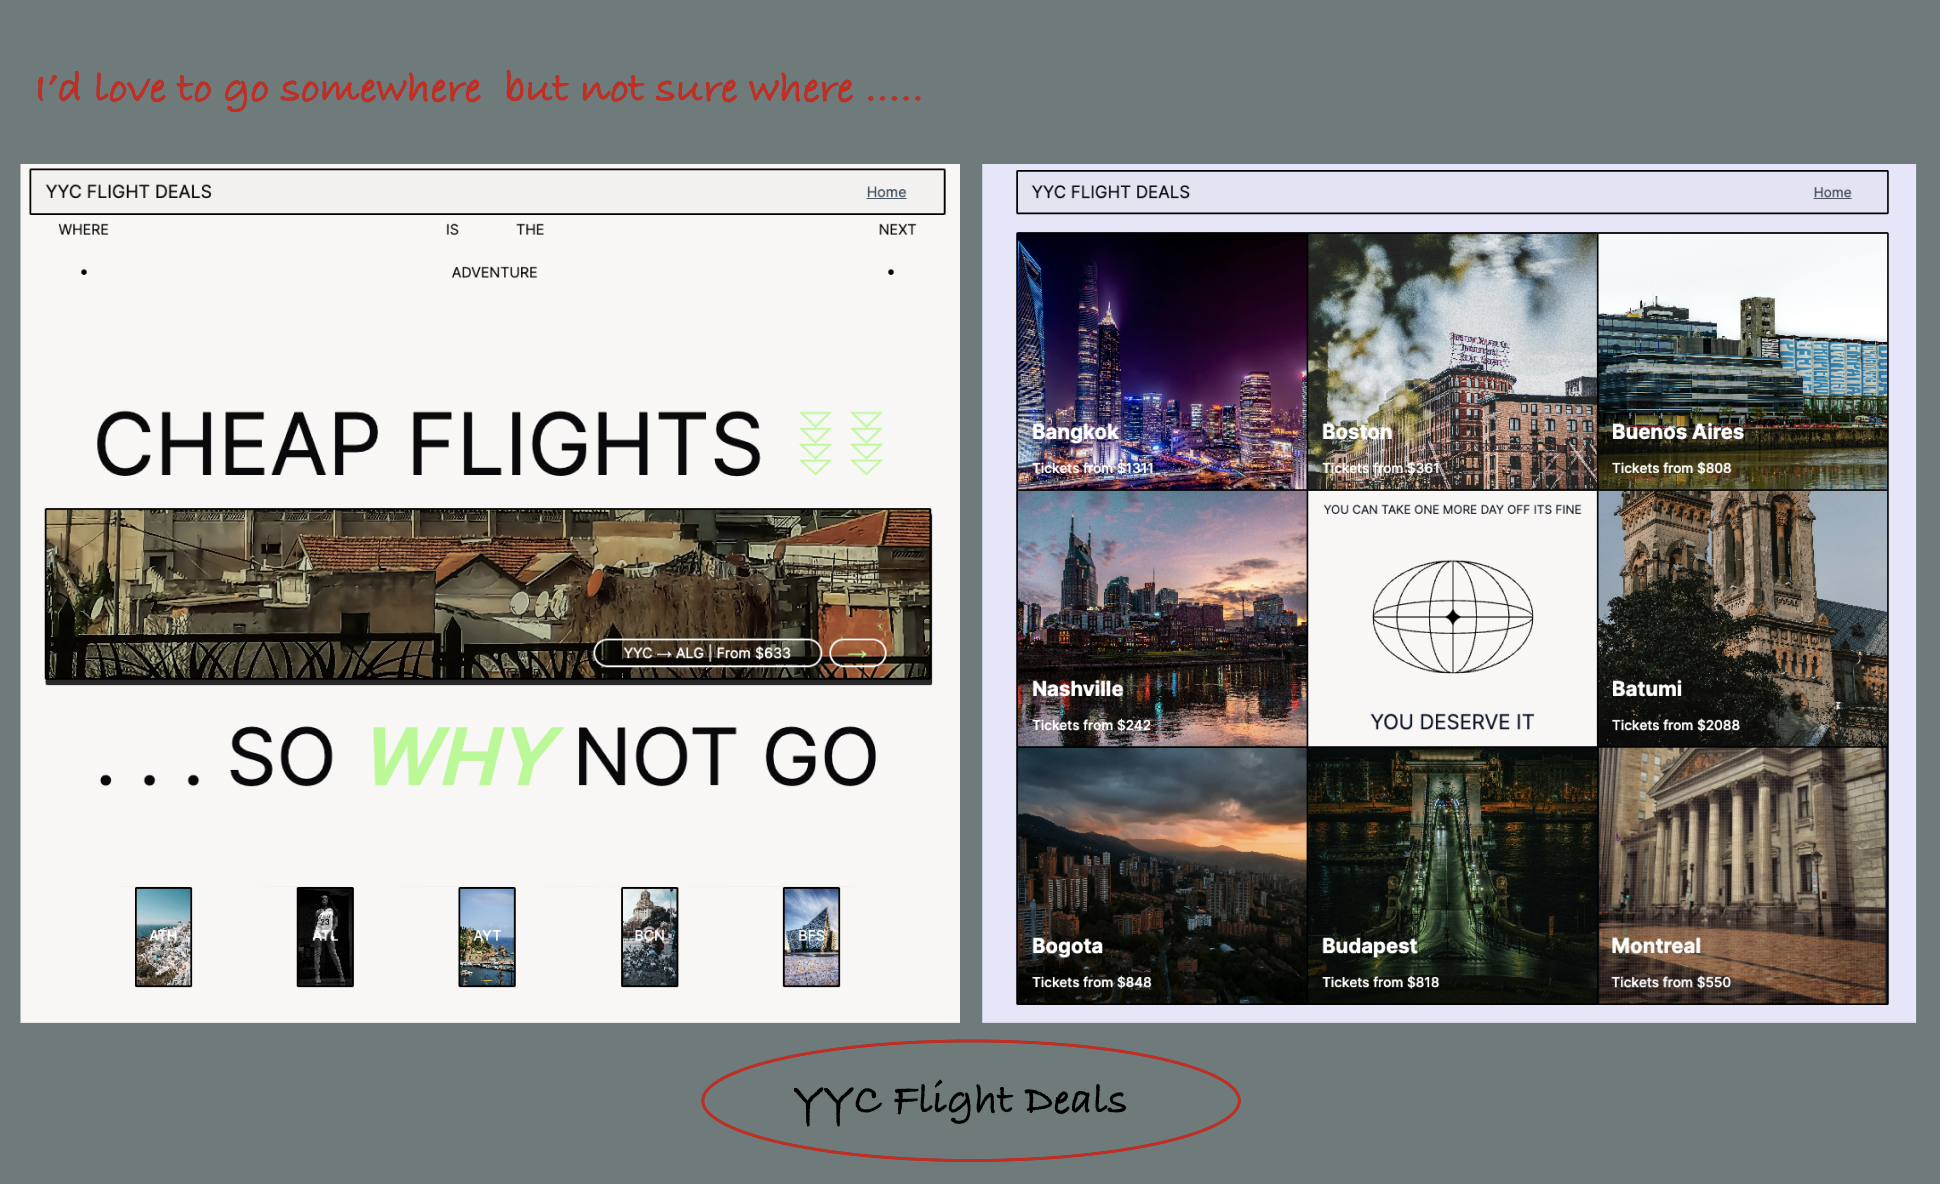 I'd love to go somewhere but not sure where .....
YYC FLIGHT DEALS
Home
WHERE IS THE NEXT
• ADVENTURE •
CHEAP FLIGHTS
YYC → ALG | From $633
→
. . . SO WHY NOT GO
ATH
ATL
AYT
BCN
BFS
YYC FLIGHT DEALS
Home
Bangkok
Tickets from $1311
Boston
Tickets from $361
Buenos Aires
Tickets from $808
Nashville
Tickets from $242
YOU CAN TAKE ONE MORE DAY OFF ITS FINE
YOU DESERVE IT
Batumi
Tickets from $2088
Bogota
Tickets from $848
Budapest
Tickets from $818
Montreal
Tickets from $550
YYC Flight Deals